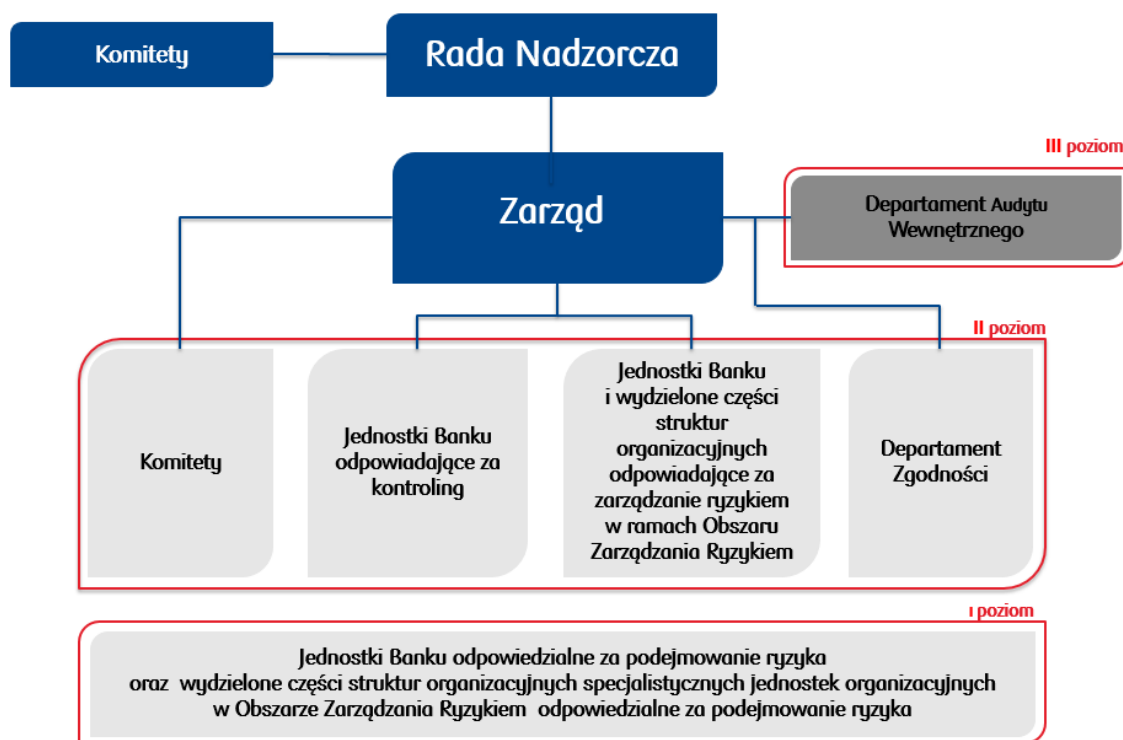 Komitety
Rada Nadzorcza
III poziom
Zarząd
Departament Audytu
Wewnętrznego
II poziom
Komitety
Jednostki Banku
odpowiadające za
kontroling
Jednostki Banku
i wydzielone części
struktur
organizacyjnych
odpowiadające za
zarządzanie ryzykiem
w ramach Obszaru
Zarządzania Ryzykiem
Departament
Zgodności
I poziom
Jednostki Banku odpowiedzialne za podejmowanie ryzyka
oraz wydzielone części struktur organizacyjnych specjalistycznych jednostek organizacyjnych
w Obszarze Zarządzania Ryzykiem odpowiedzialne za podejmowanie ryzyka